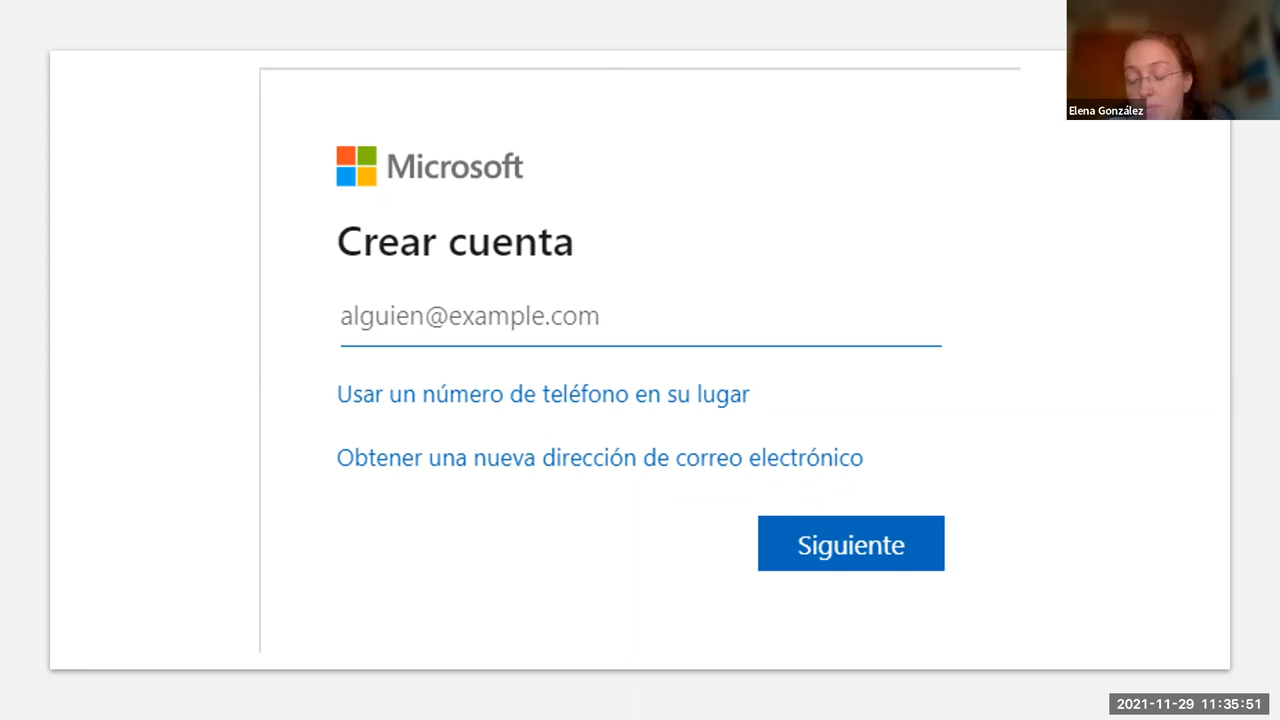 Elena González
Microsoft
Crear cuenta
alguien@example.com
Usar un número de teléfono en su lugar
Obtener una nueva dirección de correo electrónico
Siguiente
2021-11-29 11:35:51